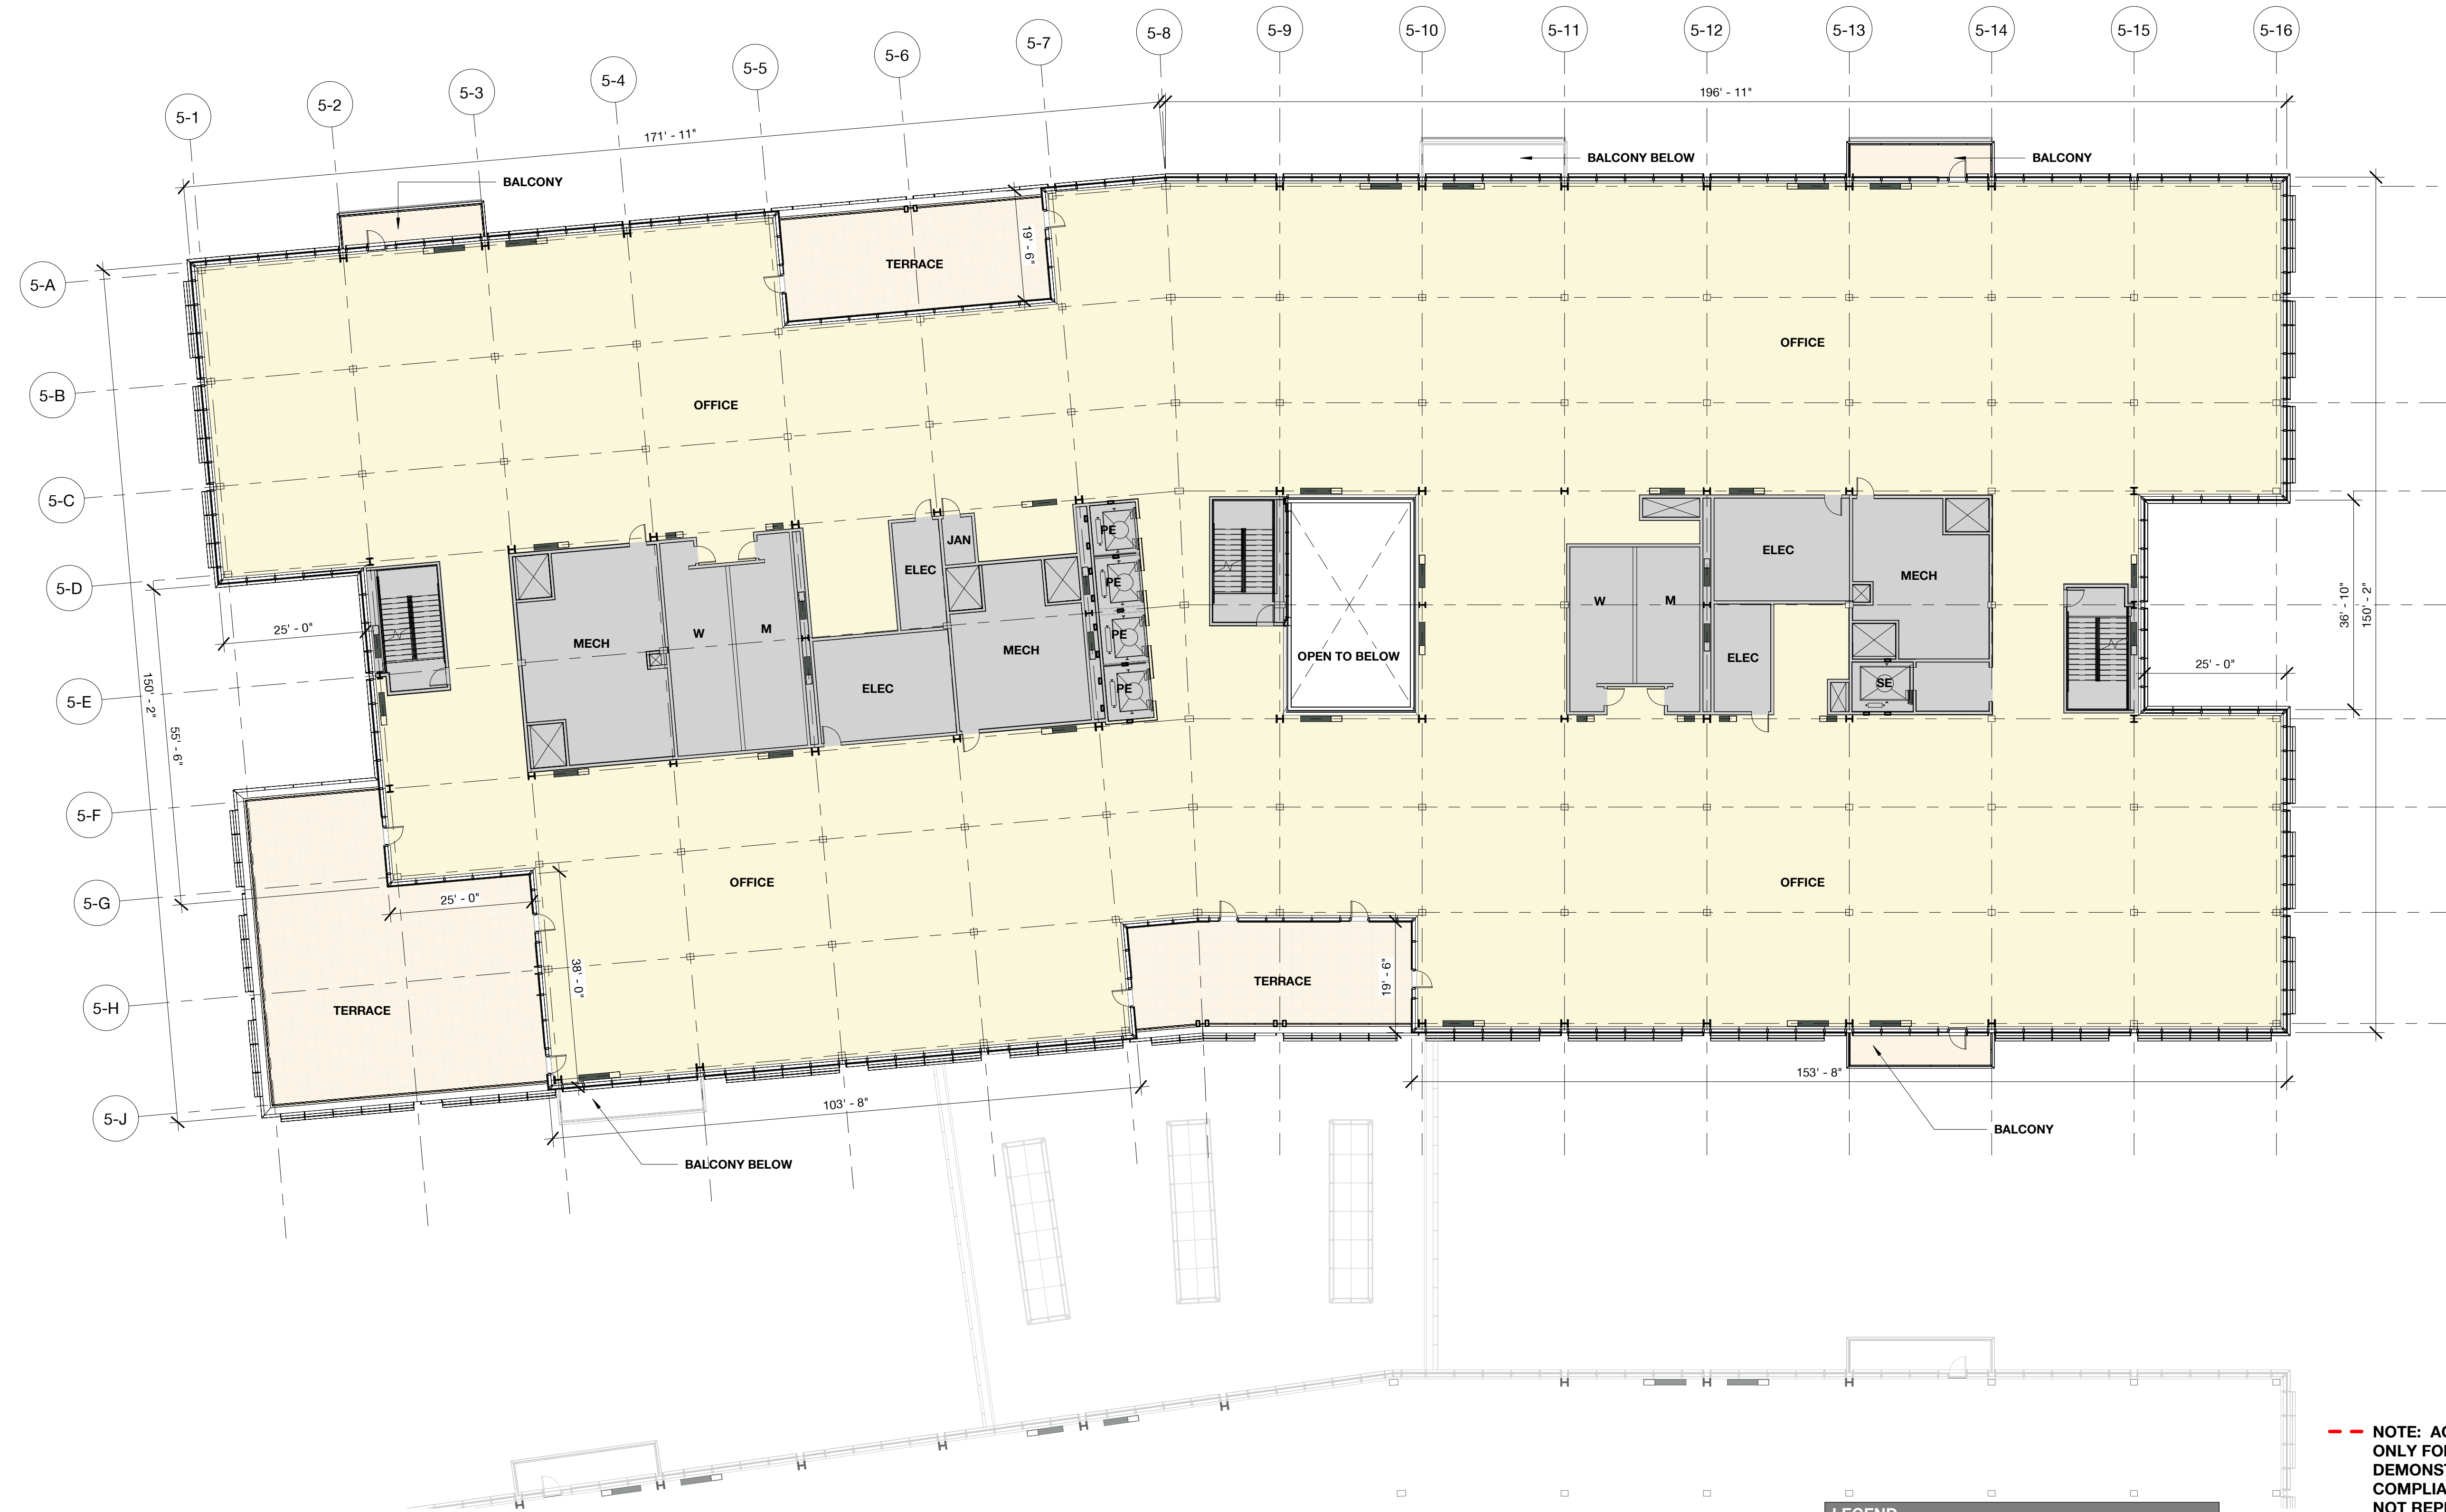 5-1
5-2
5-3
5-4
5-5
5-6
5-7
5-8
5-9
5-10
5-11
5-12
5-13
5-14
5-15
5-16
196' - 11"
171' - 11"
BALCONY
BALCONY BELOW
BALCONY
5-A
5-B
5-C
5-D
5-E
5-F
5-G
5-H
5-J
TERRACE
19' - 6"
OFFICE
OFFICE
JAN
ELEC
PE
PE
PE
PE
MECH
W
M
MECH
ELEC
OPEN TO BELOW
W
M
ELEC
ELEC
MECH
SE
25' - 0"
150' - 2"
55' - 6"
36' - 10"
150' - 2"
25' - 0"
25' - 0"
38' - 0"
OFFICE
OFFICE
TERRACE
TERRACE
19' - 6"
103' - 8"
153' - 8"
BALCONY BELOW
BALCONY
NOTE:
ONLY
LEGEND